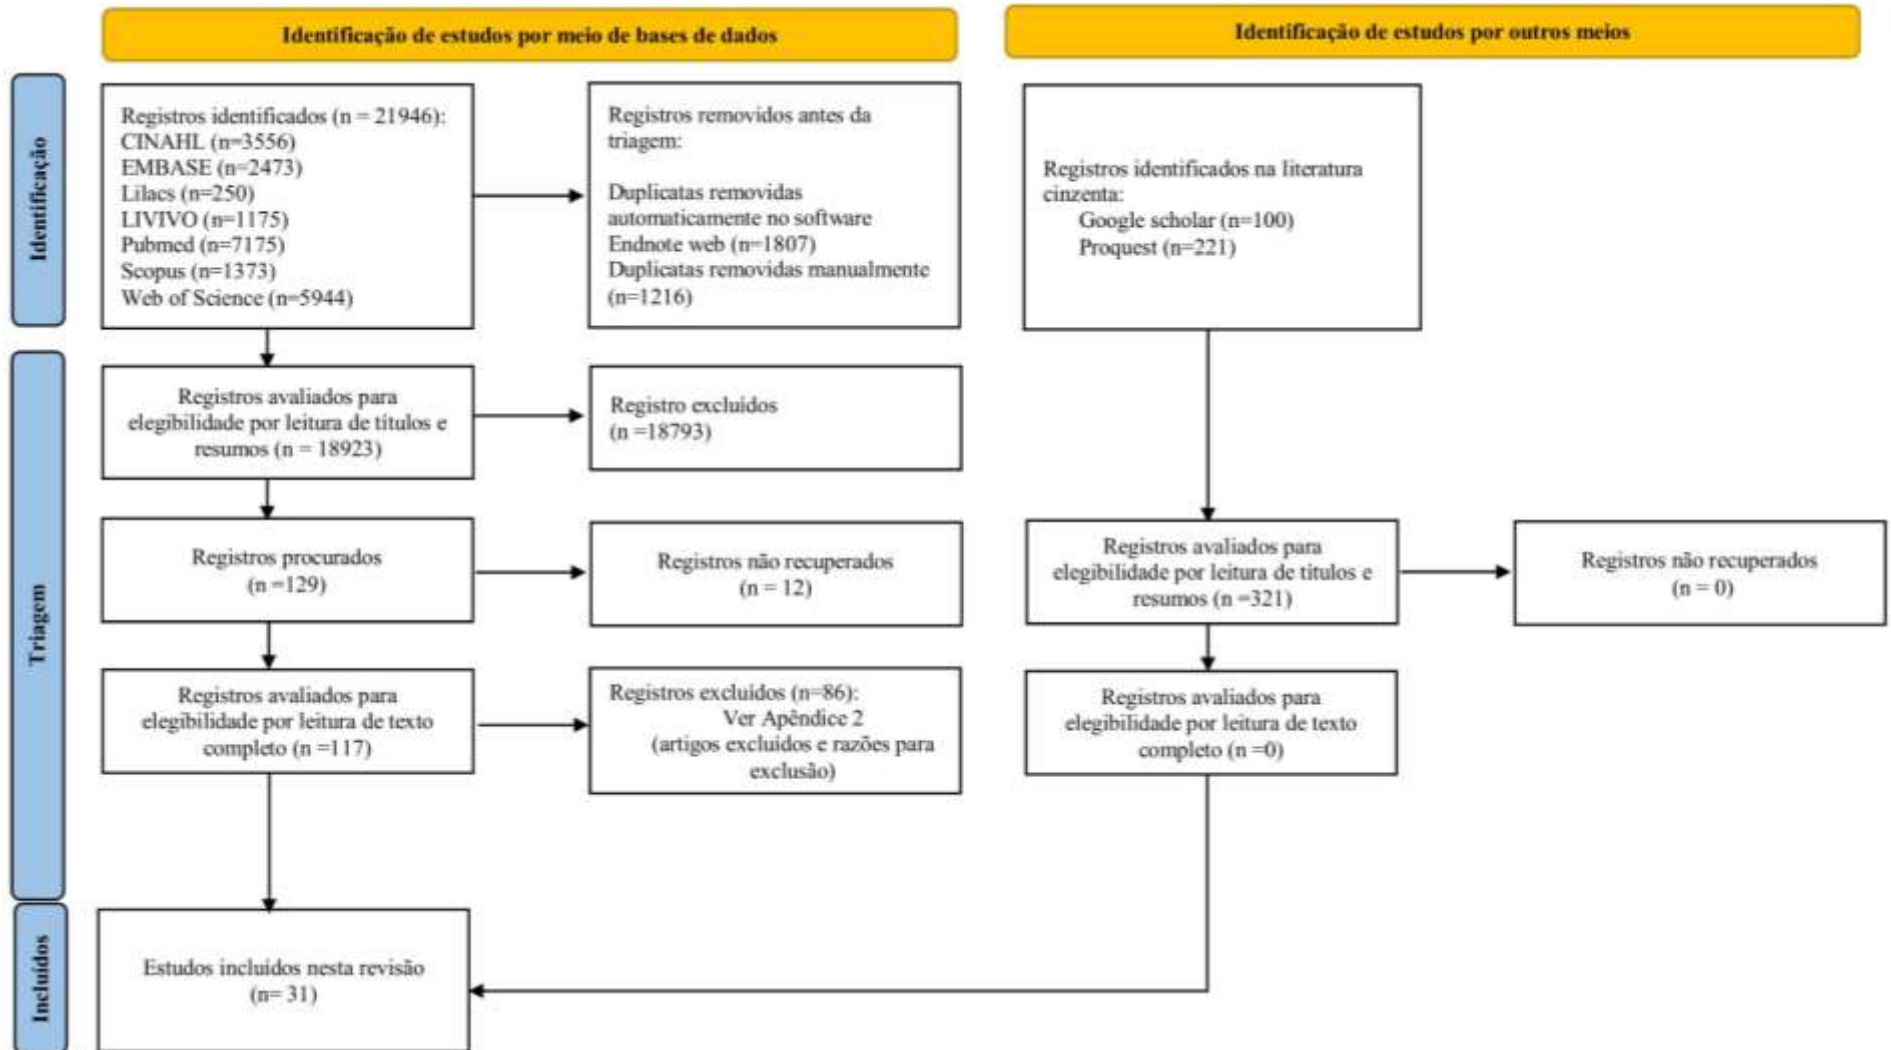 Identificação de estudos por meio de bases de dados
Identificação de estudos por outros meios
Identificação
Registros identificados (n = 21946):
CINAHL (n=3556)
EMBASE (n=2473)
Lilacs (n=250)
LIVIVO (n=1175)
Pubmed (n=7175)
Scopus (n=1373)
Web of Science (n=5944)
Registros removidos antes da
triagem:
Duplicatas removidas
automaticamente no software
Endnote web (n=1807)
Duplicatas removidas manualmente
(n=1216)
Registros identificados na literatura
cinzenta:
Google scholar (n=100)
Proquest (n=221)
Triagem
Registros avaliados para
elegibilidade por leitura de títulos e
resumos (n = 18923)
Registro excluídos
(n =18793)
Registros procurados
(n =129)
Registros não recuperados
(n = 12)
Registros avaliados para
elegibilidade por leitura de títulos e
resumos (n =321)
Registros não recuperados
(n = 0)
Registros avaliados para
elegibilidade por leitura de texto
completo (n =117)
Registros excluídos (n=86):
Ver Apêndice 2
(artigos excluídos e razões para
exclusão)
Registros avaliados para
elegibilidade por leitura de texto
completo (n =0)
Incluídos
Estudos incluídos nesta revisão
(n= 31)